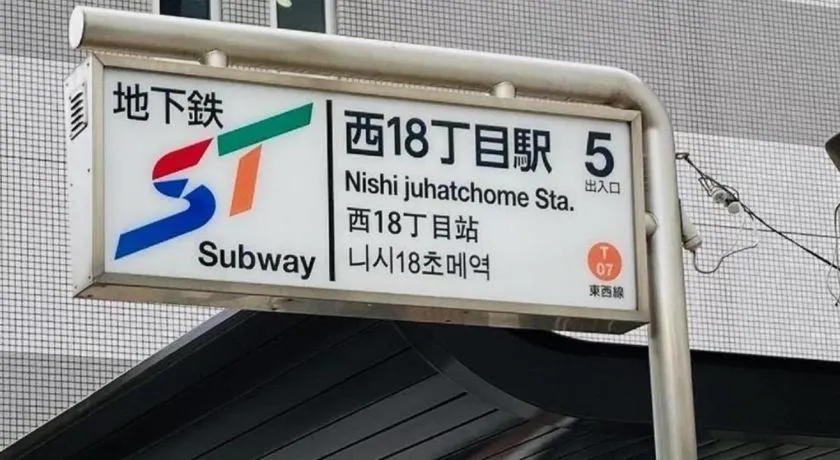 地下鉄
ST
Subway
西18丁目駅
Nishi juhatchome Sta.
西18丁目站
니시18초메역
5
出入口
T
07
東西線